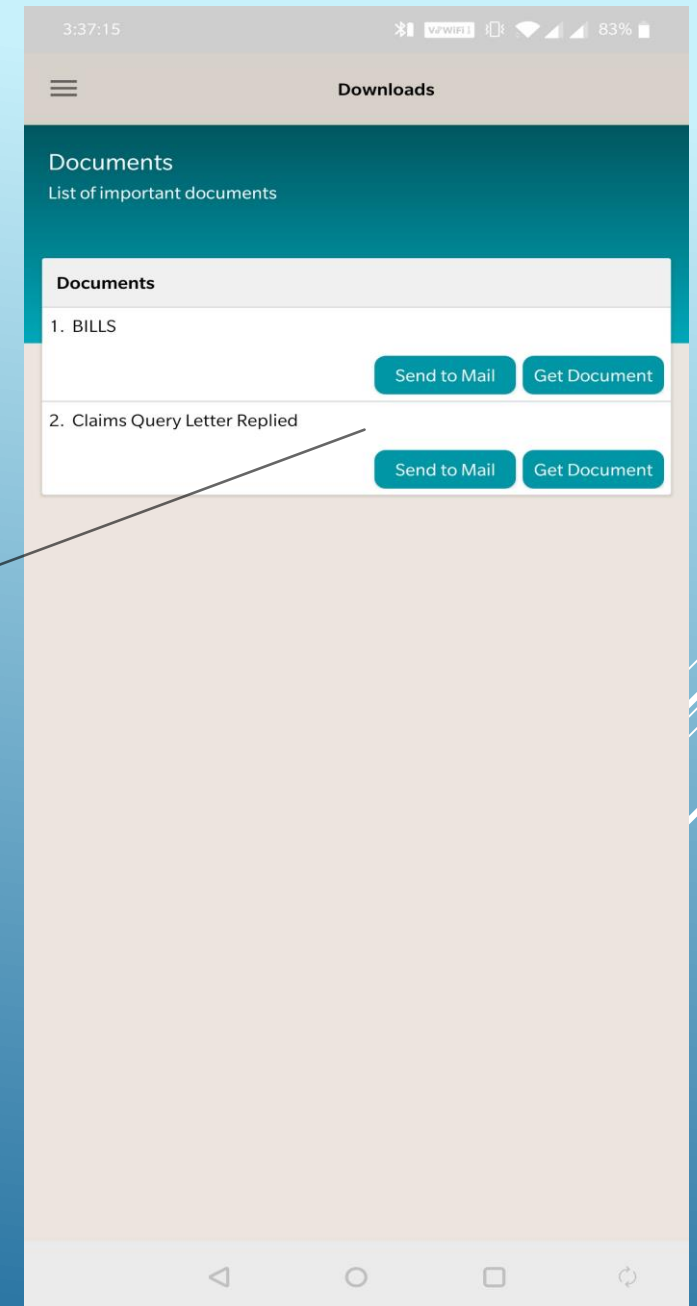 3:37:15 83%
Downloads
Documents
List of important documents
Documents
1. BILLS
Send to Mail Get Document
2. Claims Query Letter Replied
Send to Mail Get Document